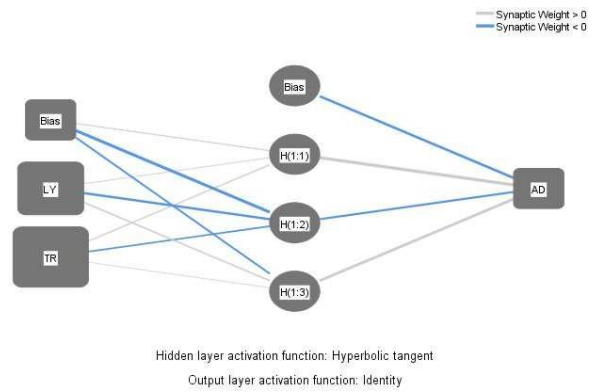 Synaptic Weight > 0
Synaptic Weight < 0
Bias
Bias
H(1:1)
LY
AD
H(1:2)
TR
H(1:3)
Hidden layer activation function: Hyperbolic tangent
Output layer activation function: Identity